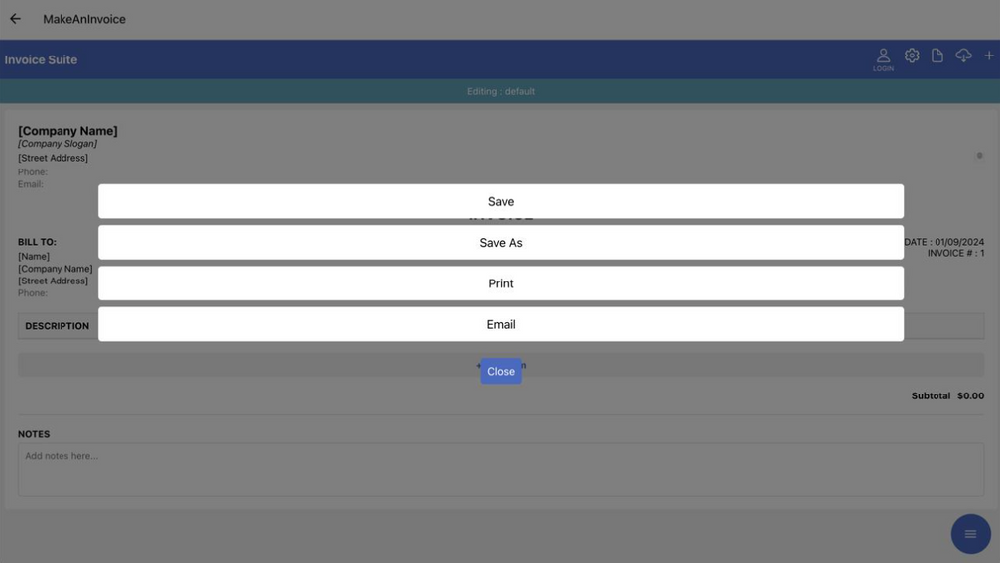 MakeAnInvoice
Invoice Suite
LOGIN
Editing : default
[Company Name]
[Company Slogan]
[Street Address]
Phone:
Email:
Save
Save As
BILL TO:
DATE : 01/09/2024
[Name]
INVOICE # : 1
[Company Name]
[Street Address]
Phone:
Print
Email
DESCRIPTION
Close
Subtotal $0.00
NOTES
Add notes here...